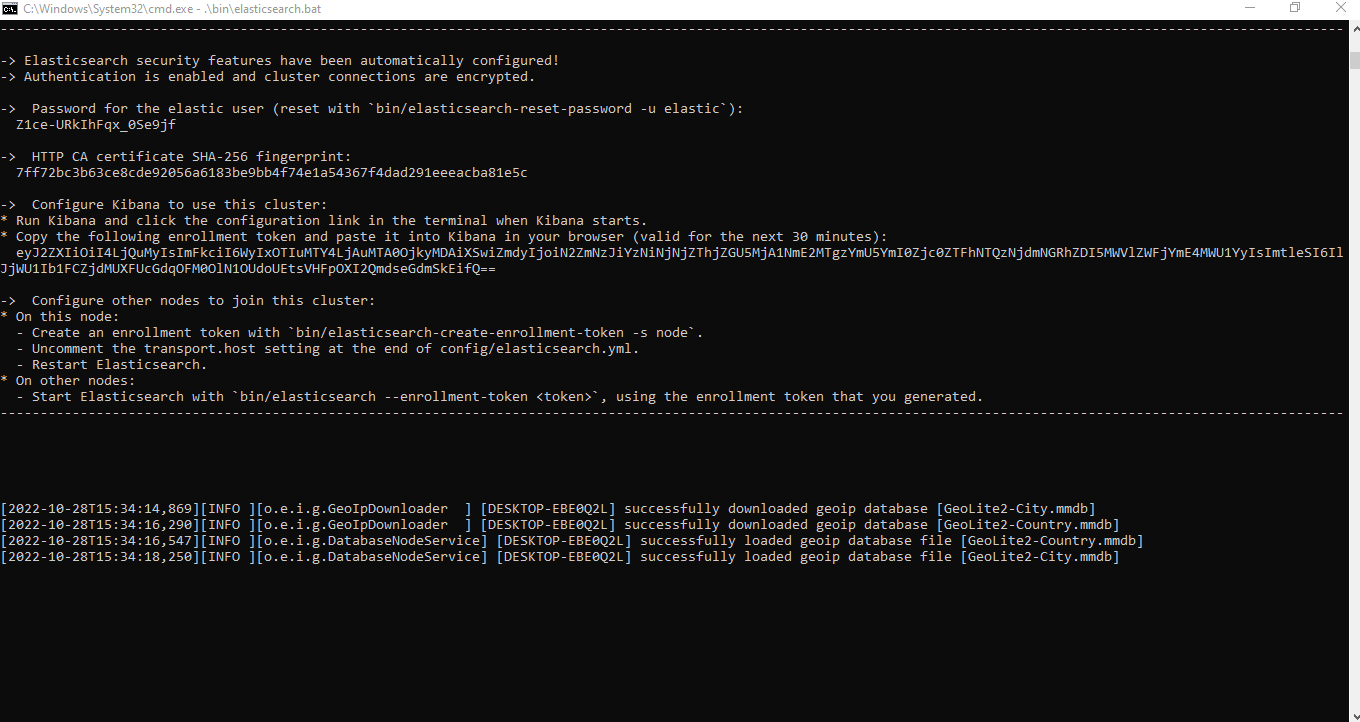 C:\Windows\System32\cmd.exe - .\bin\elasticsearch.bat
-> Elasticsearch security features have been automatically configured!
-> Authentication is enabled and cluster connections are encrypted.
->  Password for the elastic user (reset with `bin/elasticsearch-reset-password -u elastic`):
  Z1ce-URkIhFqx_0Se9jf
->  HTTP CA certificate SHA-256 fingerprint:
  7ff72bc3b63ce8cde92056a6183be9bb4f74e1a54367f4dad291eeeacba81e5c
->  Configure Kibana to use this cluster:
* Run Kibana and click the configuration link in the terminal when Kibana starts.
* Copy the following enrollment token and paste it into Kibana in your browser (valid for the next 30 minutes):
  eyJ2ZXIiOiI4LjQuMyIsImFkciI6WyIxOTIuMTY4LjAuMTA0OjkyMDAiXSwiZmdyIjoiN2ZmNzJiYzNiNjNjZThjZGU5MjA1NmE2MTgzYmU5YmI0Zjc0ZTFhNTQzNjdmNGRhZDI5MWVlZWFjYmE4MWU1YyIsImtleSI6Il
JjWU1Ib1FCZjdMUXFUcGdqOFM0OlN1OUdoUEtsVHFpOXI2QmdseGdmSkEifQ==
->  Configure other nodes to join this cluster:
* On this node:
  - Create an enrollment token with `bin/elasticsearch-create-enrollment-token -s node`.
  - Uncomment the transport.host setting at the end of config/elasticsearch.yml.
  - Restart Elasticsearch.
* On other nodes:
  - Start Elasticsearch with `bin/elasticsearch --enrollment-token <token>`, using the enrollment token that you generated.
[2022-10-28T15:34:14,869][INFO ][o.e.i.g.GeoIpDownloader  ] [DESKTOP-EBE0Q2L] successfully downloaded geoip database [GeoLite2-City.mmdb]
[2022-10-28T15:34:16,290][INFO ][o.e.i.g.GeoIpDownloader  ] [DESKTOP-EBE0Q2L] successfully downloaded geoip database [GeoLite2-Country.mmdb]
[2022-10-28T15:34:16,547][INFO ][o.e.i.g.DatabaseNodeService] [DESKTOP-EBE0Q2L] successfully loaded geoip database file [GeoLite2-Country.mmdb]
[2022-10-28T15:34:18,250][INFO ][o.e.i.g.DatabaseNodeService] [DESKTOP-EBE0Q2L] successfully loaded geoip database file [GeoLite2-City.mmdb]